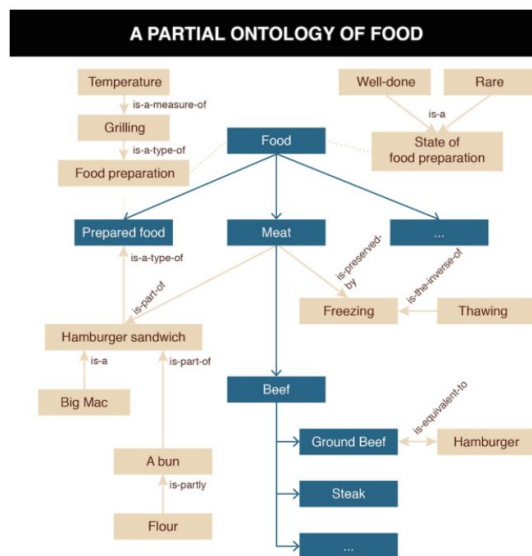 A PARTIAL ONTOLOGY OF FOOD
Temperature
Well-done
Rare
is-a-measure-of
is-a
Grilling
Food
State of
food preparation
is-a-type-of
Food preparation
Prepared food
Meat
...
is-a-type-of
is-part-of
is-preserved-
by
is-the-inverse-of
Freezing
Thawing
Hamburger sandwich
is-a
is-part-of
Big Mac
Beef
is-equivalent-to
Ground Beef
Hamburger
A bun
is-partly
Steak
Flour
...